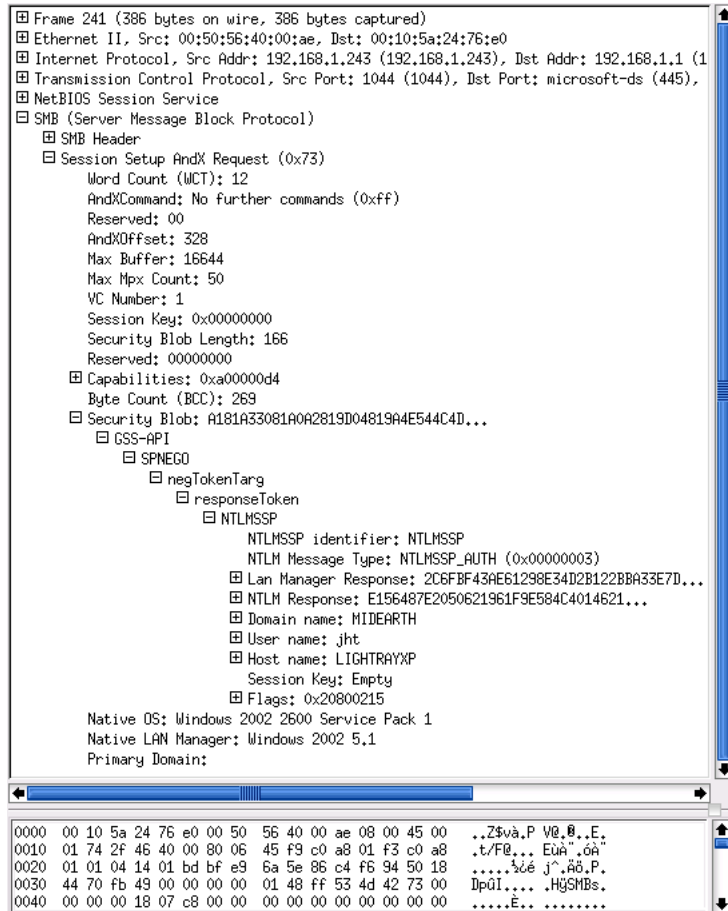 Frame 241 (386 bytes on wire, 386 bytes captured)
Ethernet II, Src: 00:50:56:40:00:ae, Dst: 00:10:5a:24:76:e0
Internet Protocol, Src Addr: 192.168.1.243 (192.168.1.243), Dst Addr: 192.168.1.1 (1
Transmission Control Protocol, Src Port: 1044 (1044), Dst Port: microsoft-ds (445),
NetBIOS Session Service
SMB (Server Message Block Protocol)
SMB Header
Session Setup AndX Request (0x73)
Word Count (WCT): 12
AndXCommand: No further commands (0xff)
Reserved: 00
AndXOffset: 328
Max Buffer: 16644
Max Mpx Count: 50
VC Number: 1
Session Key: 0x00000000
Security Blob Length: 166
Reserved: 00000000
Capabilities: 0xa00000d4
Byte Count (BCC): 269
Security Blob: A181A33081A0A2819D04819A4E544C4D...
GSS-API
SPNEGO
negTokenTarg
responseToken
NTLMSSP
NTLMSSP identifier: NTLMSSP
NTLM Message Type: NTLMSSP_AUTH (0x00000003)
Lan Manager Response: 2C6FBF43AE61298E34D2B122BBA33E7D...
NTLM Response: E156487E2050621961F9E584C4014621...
Domain name: MIDEARTH
User name: jht
Host name: LIGHTRAYXP
Session Key: Empty
Flags: 0x20800215
Native OS: Windows 2002 2600 Service Pack 1
Native LAN Manager: Windows 2002 5.1
Primary Domain:
0000 00 10 5a 24 76 e0 00 50 56 40 00 ae 08 00 45 00 ..Z$và.P V@.®..E.
0010 01 74 2f 46 40 00 80 06 45 f9 c0 a8 01 f3 c0 a8 .t/F@... EùÀ¨.óÀ¨
0020 01 01 04 14 01 bd bf e9 6a 5e 86 c4 f6 94 50 18 .....½¿é j^.Äö.P.
0030 44 70 fb 49 00 00 00 00 01 48 ff 53 4d 42 73 00 DpûI.... .HÿSMBs.
0040 00 00 00 18 07 c8 00 00 00 00 00 00 00 00 00 00 .....È.. ........